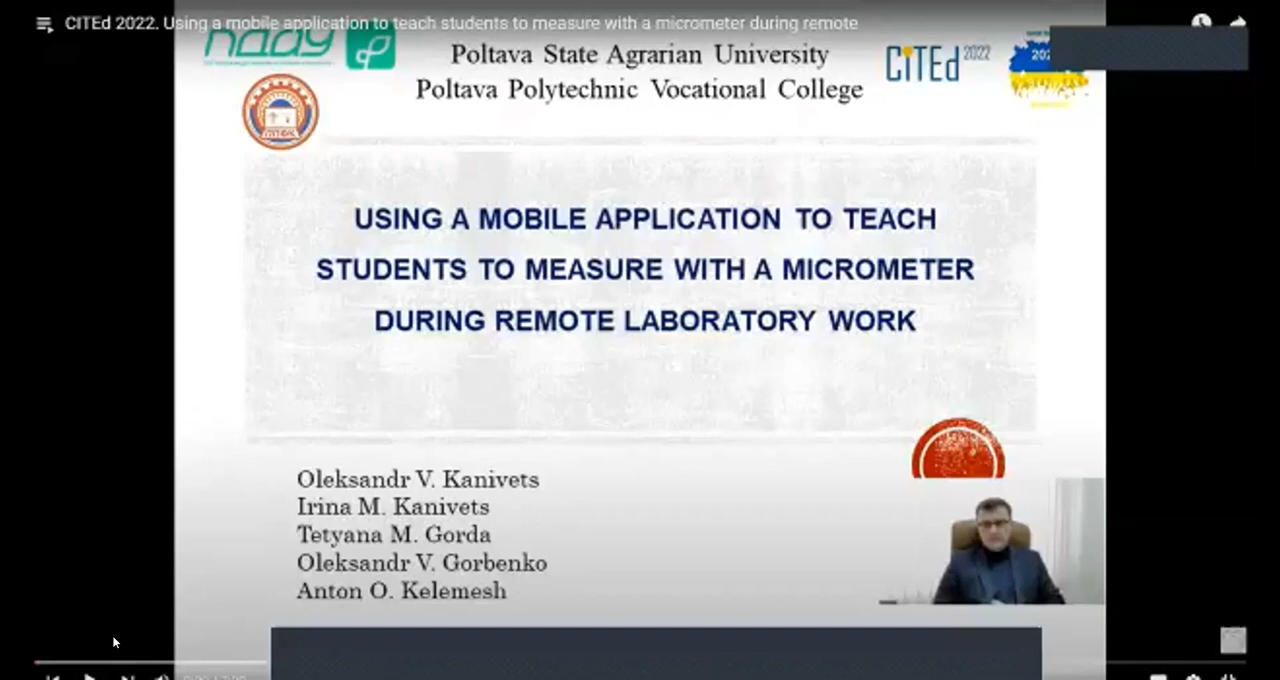 CITEd 2022. Using a mobile application to teach students to measure with a micrometer during remote
Poltava State Agrarian University
Poltava Polytechnic Vocational College
CITEd 2022
USING A MOBILE APPLICATION TO TEACH
STUDENTS TO MEASURE WITH A MICROMETER
DURING REMOTE LABORATORY WORK
Oleksandr V. Kanivets
Irina M. Kanivets
Tetyana M. Gorda
Oleksandr V. Gorbenko
Anton O. Kelemesh